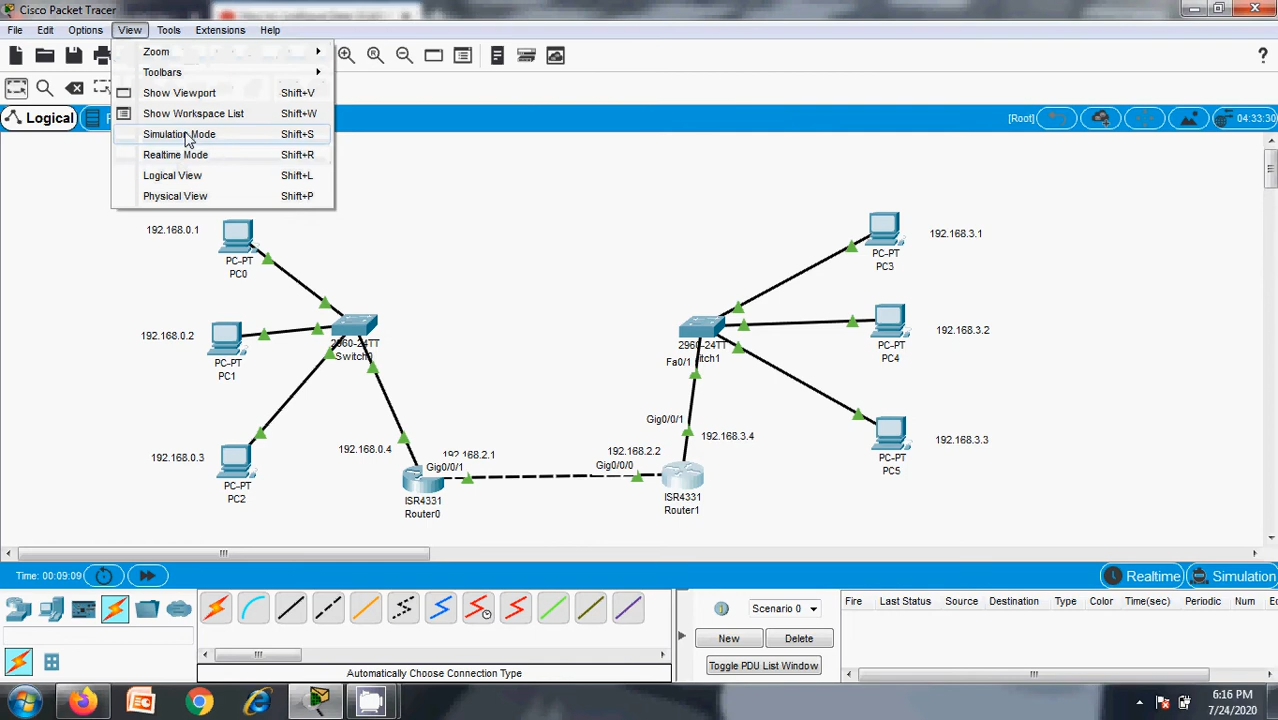 Cisco Packet Tracer
File Edit Options View Tools Extensions Help
Zoom
Toolbars
Show Viewport Shift+V
Show Workspace List Shift+W
Simulation Mode Shift+S
Realtime Mode Shift+R
Logical View Shift+L
Physical View Shift+P
Logical
[Root]
04:33:30
192.168.0.1
PC-PT
PC0
192.168.0.2
PC-PT
PC1
192.168.0.3
PC-PT
PC2
2960-24TT
Switch0
192.168.0.4
192.168.2.1
Gig0/0/1
ISR4331
Router0
192.168.2.2
Gig0/0/0
ISR4331
Router1
Gig0/0/1
192.168.3.4
2960-24TT
Fa0/1
192.168.3.1
PC-PT
PC3
192.168.3.2
PC-PT
PC4
192.168.3.3
PC-PT
PC5
Time: 00:09:09
Realtime Simulation
Scenario 0
New Delete
Toggle PDU List Window
Fire Last Status Source Destination Type Color Time(sec) Periodic Num
Automatically Choose Connection Type
6:16 PM
7/24/2020